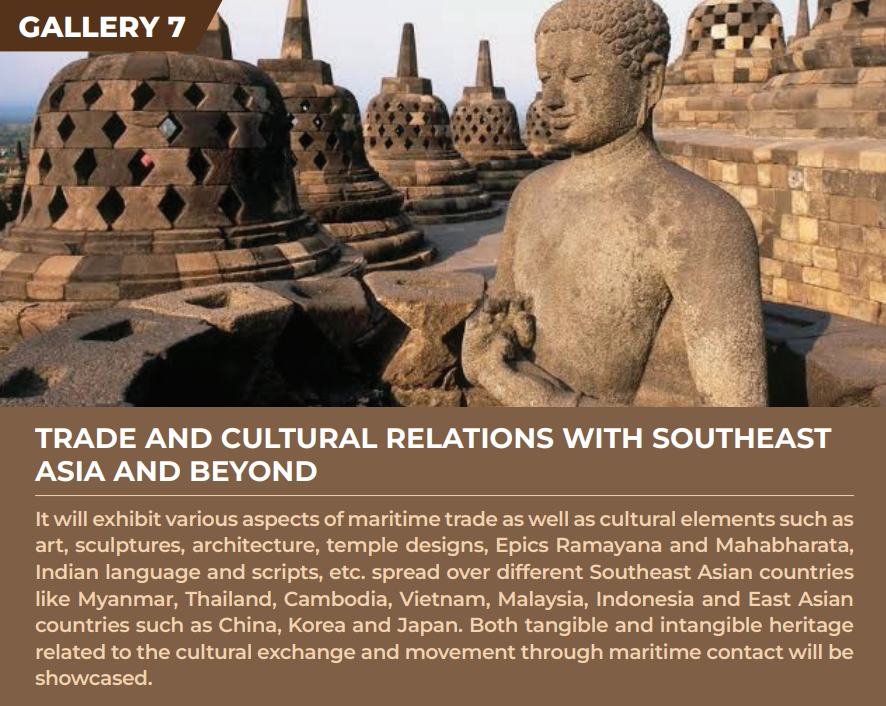 GALLERY 7
TRADE AND CULTURAL RELATIONS WITH SOUTHEAST
ASIA AND BEYOND
It will exhibit various aspects of maritime trade as well as cultural elements such as
art, sculptures, architecture, temple designs, Epics Ramayana and Mahabharata,
Indian language and scripts, etc. spread over different Southeast Asian countries
like Myanmar, Thailand, Cambodia, Vietnam, Malaysia, Indonesia and East Asian
countries such as China, Korea and Japan. Both tangible and intangible heritage
related to the cultural exchange and movement through maritime contact will be
showcased.